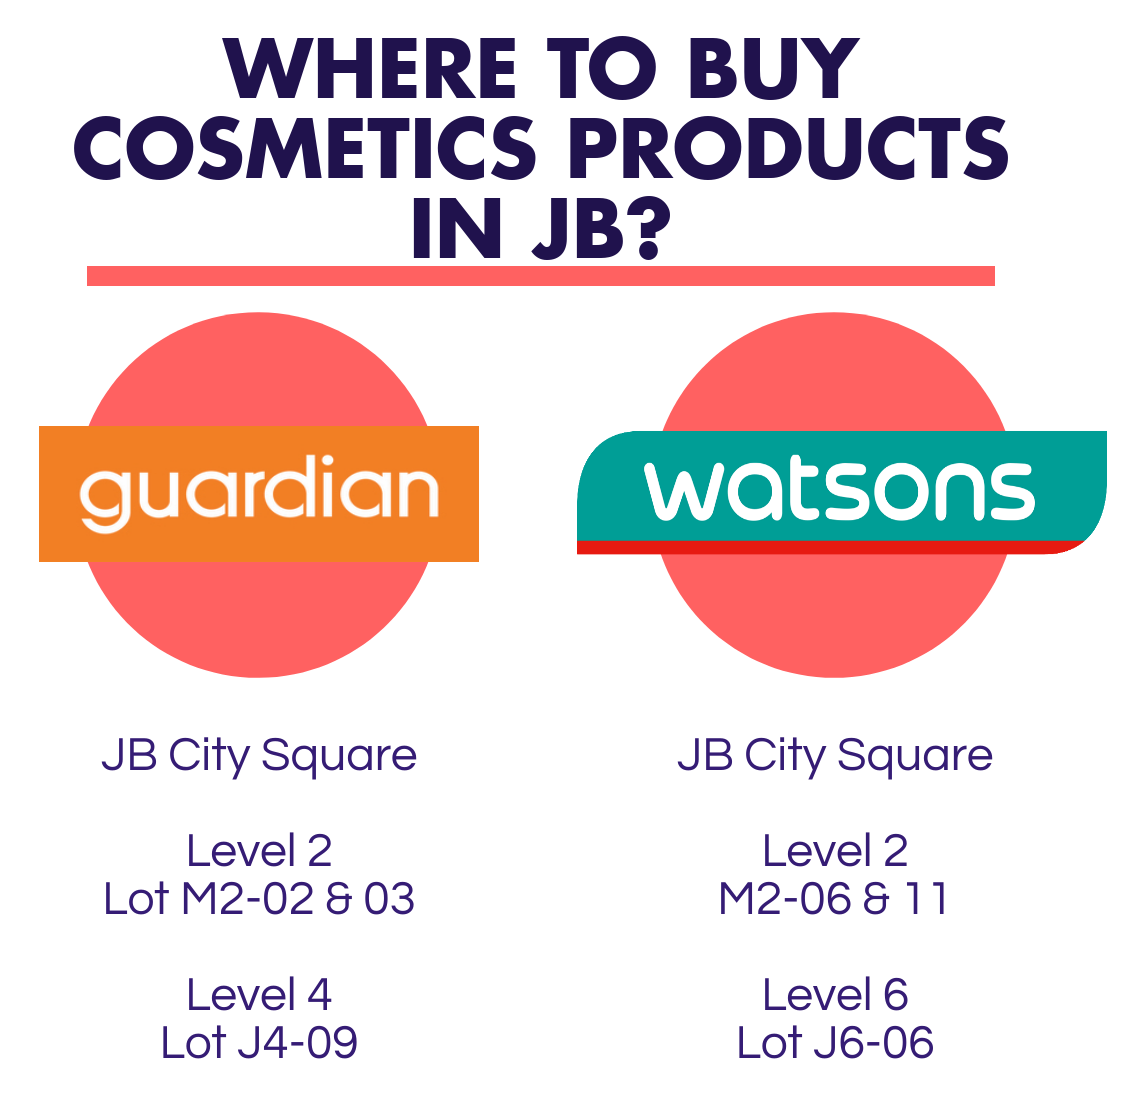 WHERE TO BUY
COSMETICS PRODUCTS
IN JB?
guardian
JB City Square
Level 2
Lot M2-02 & 03
Level 4
Lot J4-09
watsons
JB City Square
Level 2
M2-06 & 11
Level 6
Lot J6-06